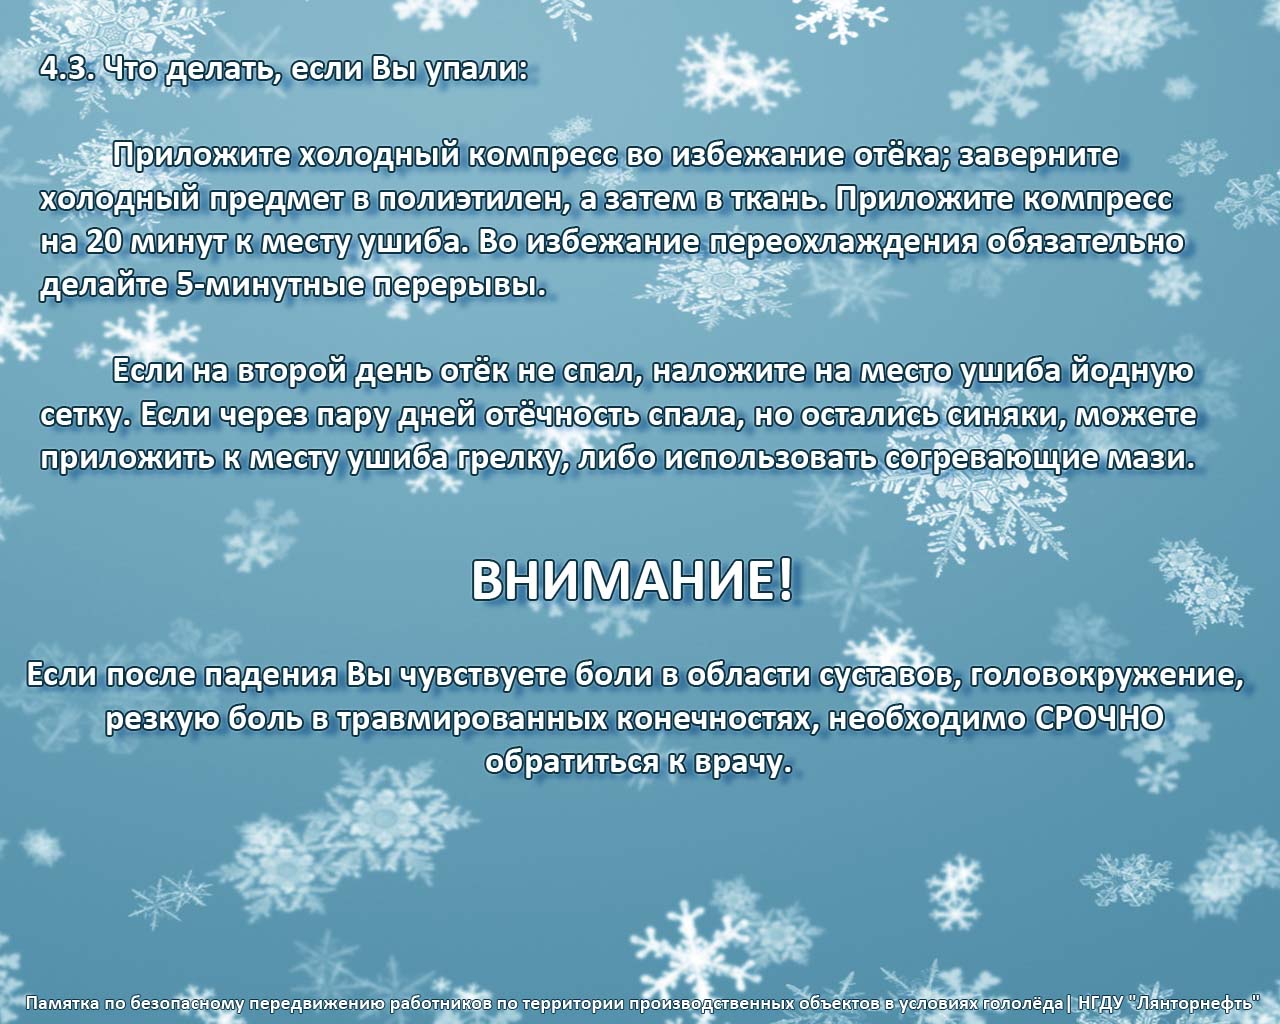 4.3. Что делать, если Вы упали:
Приложите холодный компресс во избежание отёка; заверните
холодный предмет в полиэтилен, а затем в ткань. Приложите компресс
на 20 минут к месту ушиба. Во избежание переохлаждения обязательно
делайте 5-минутные перерывы.
Если на второй день отёк не спал, наложите на место ушиба йодную
сетку. Если через пару дней отёчность спала, но остались синяки, можете
приложить к месту ушиба грелку, либо использовать согревающие мази.
ВНИМАНИЕ!
Если после падения Вы чувствуете боли в области суставов, головокружение,
резкую боль в травмированных конечностях, необходимо СРОЧНО
обратиться к врачу.
Памятка по безопасному передвижению работников по территории производственных объектов в условиях гололёда| НГДУ "Лянторнефть"